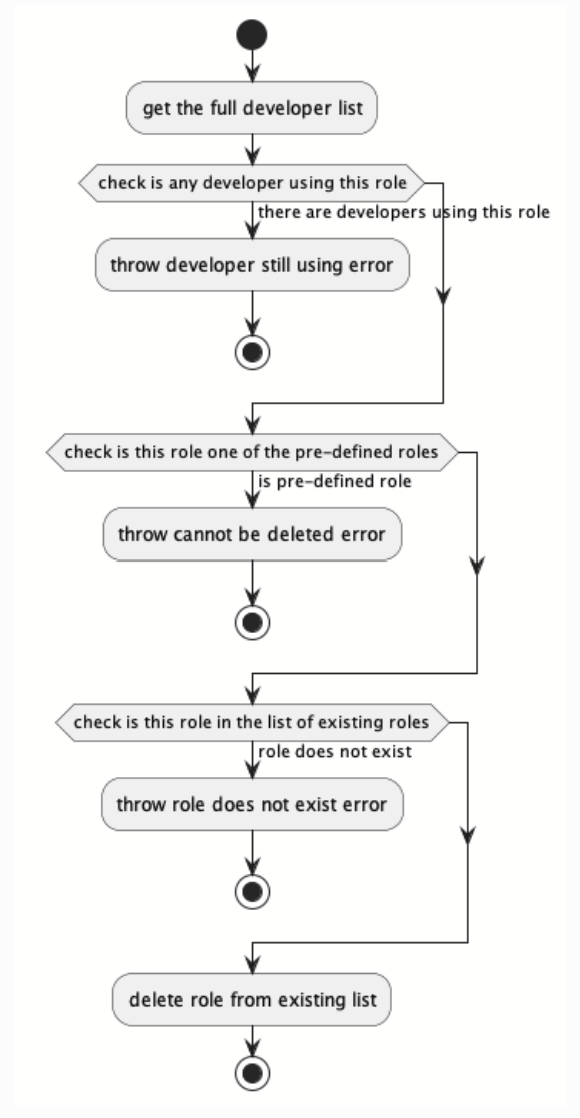 get the full developer list
check is any developer using this role
there are developers using this role
throw developer still using error
check is this role one of the pre-defined roles
is pre-defined role
throw cannot be deleted error
check is this role in the list of existing roles
role does not exist
throw role does not exist error
delete role from existing list